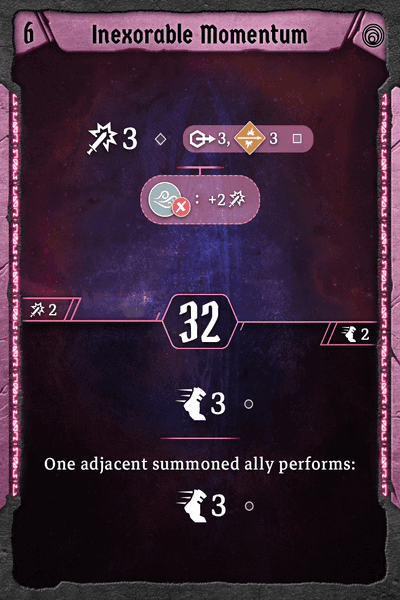 6 Inexorable Momentum
3 3, 3
: +2
2
32
2
3
One adjacent summoned ally performs:
3